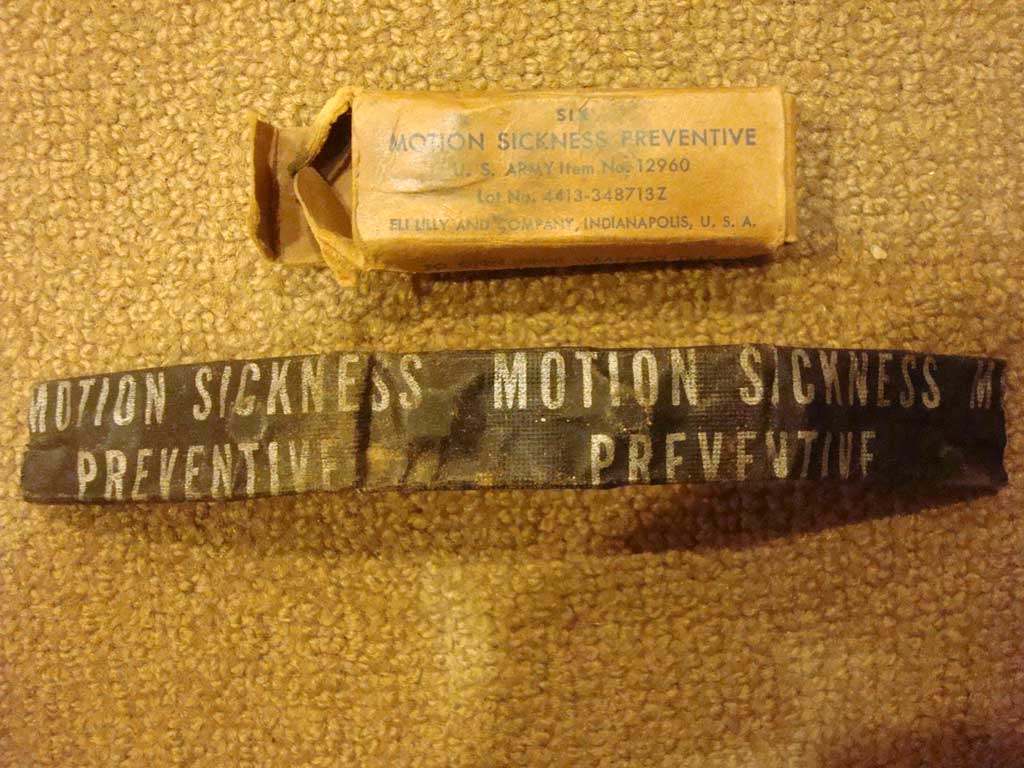 SIX
MOTION SICKNESS PREVENTIVE
U. S. ARMY Item No. 12960
Lot No. 4413-348713Z
ELI LILLY AND COMPANY, INDIANAPOLIS, U. S. A.
MOTION SICKNESS MOTION SICKNESS M
PREVENTIVE PREVENTIVE